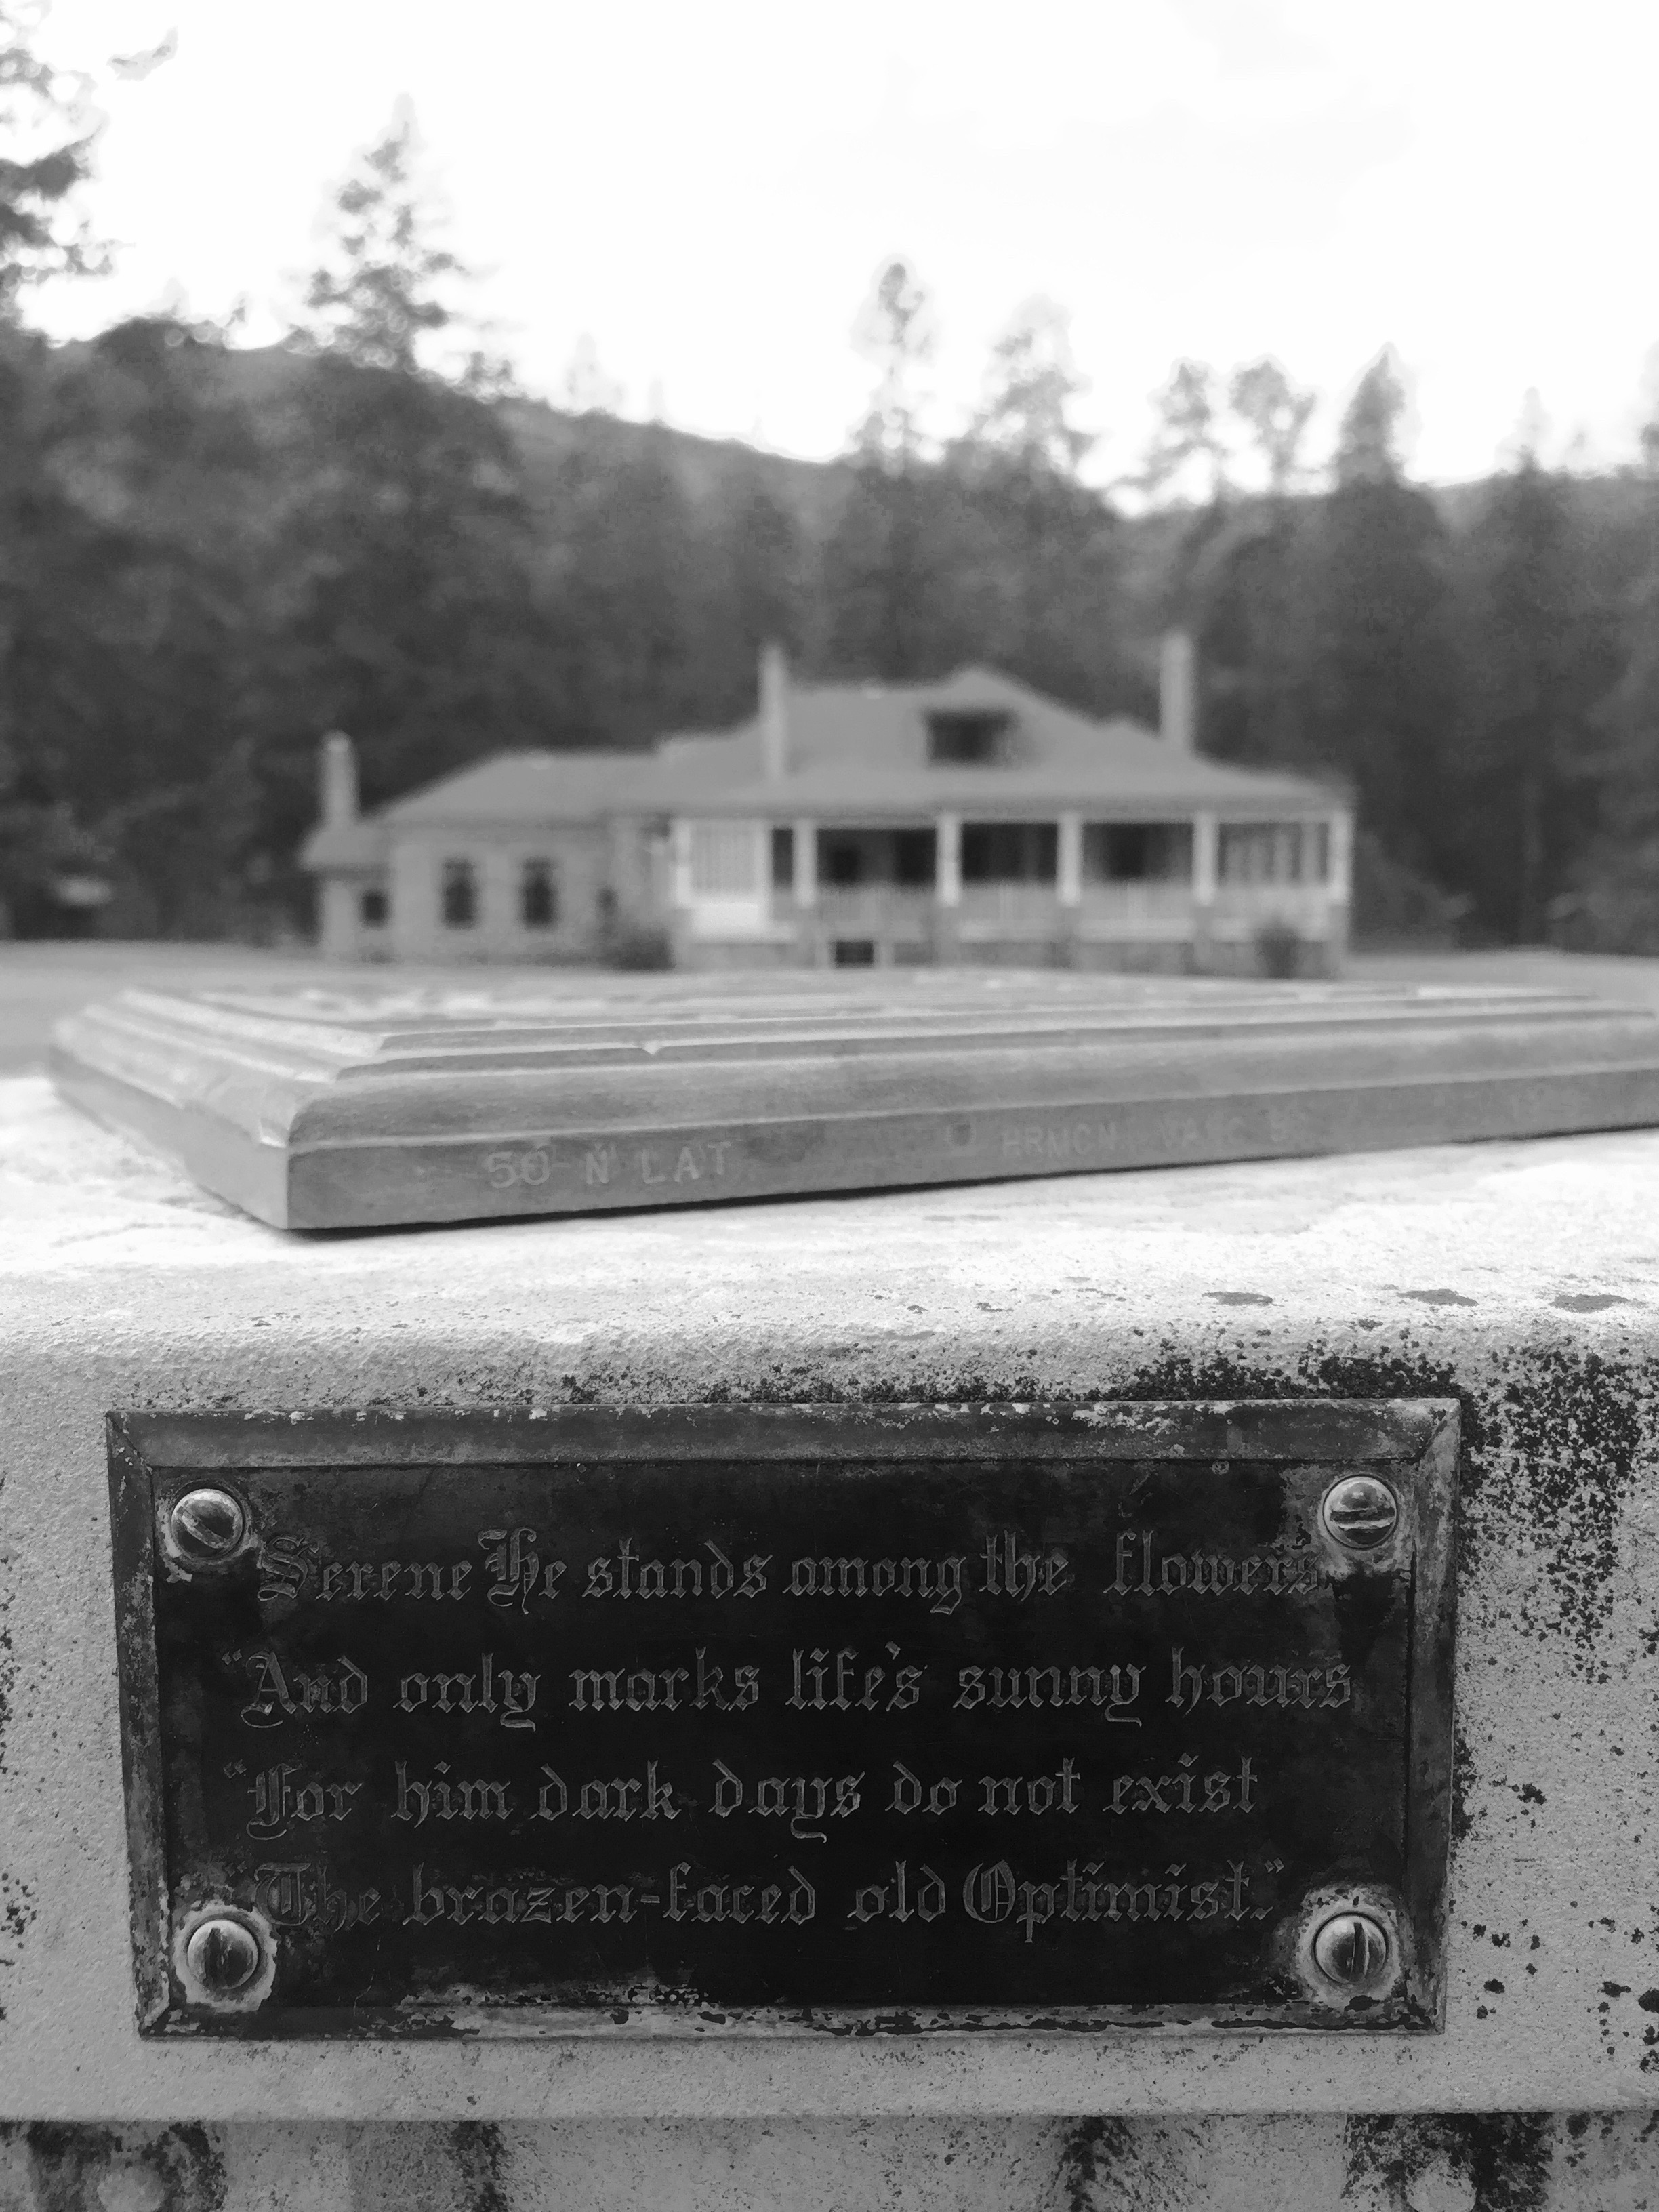 50 N LAT
Serene He stands among the flowers
"And only marks life's sunny hours
"For him dark days do not exist
"The brazen-faced old Optimist."